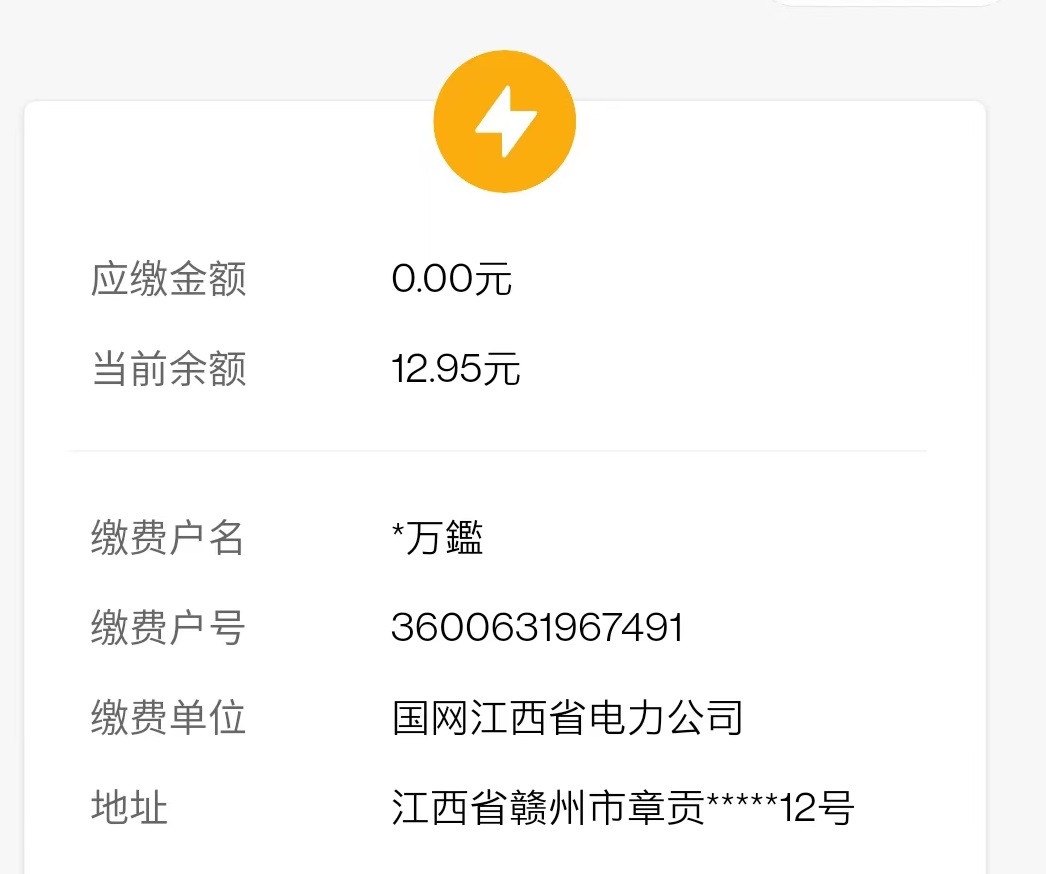 应缴金额 0.00元
当前余额 12.95元
缴费户名 *万鑑
缴费户号 3600631967491
缴费单位 国网江西省电力公司
地址 江西省赣州市章贡*****12号